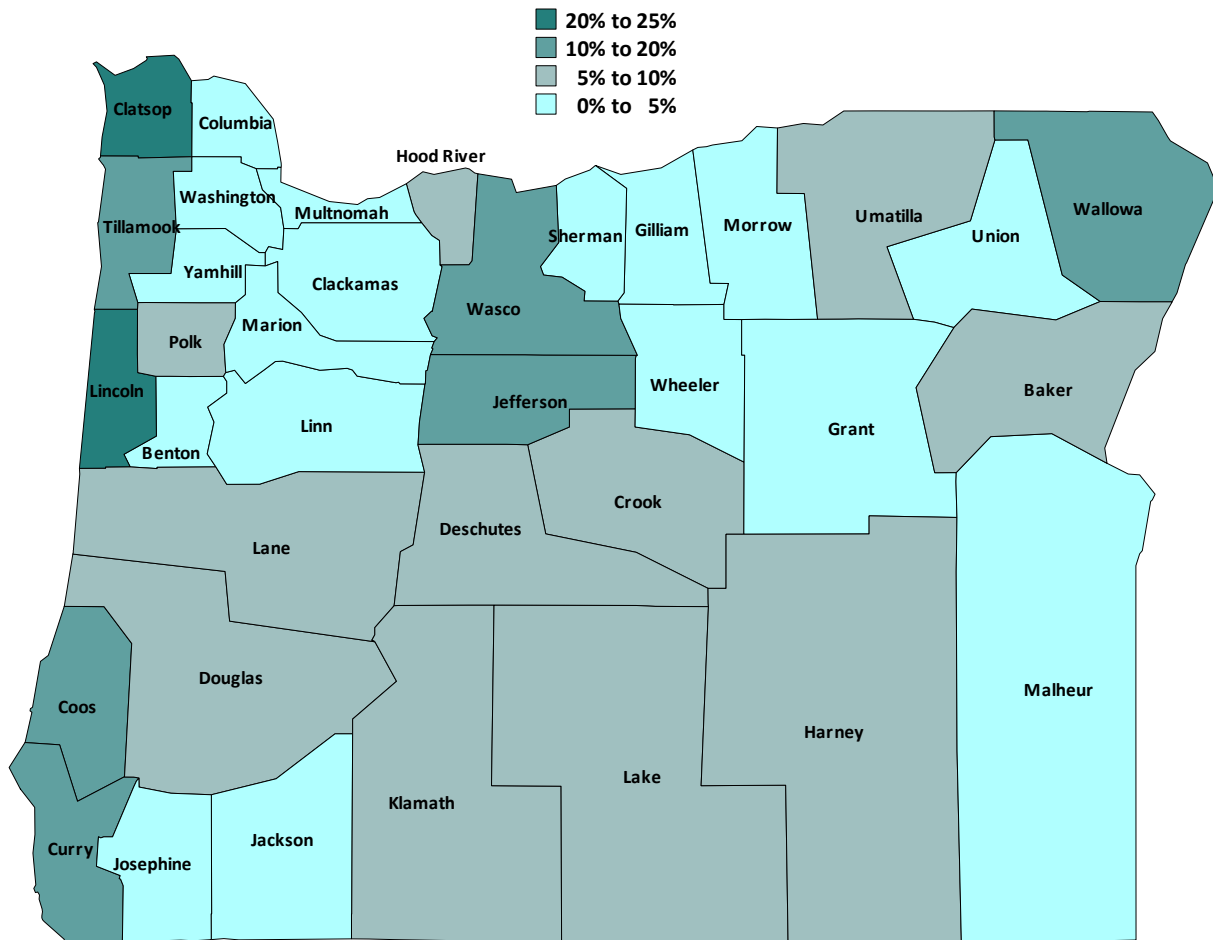 20% to 25%
10% to 20%
5% to 10%
0% to 5%
Clatsop
Columbia
Hood River
Washington
Multnomah
Tillamook
Sherman
Gilliam
Morrow
Umatilla
Union
Wallowa
Yamhill
Clackamas
Wasco
Marion
Polk
Lincoln
Jefferson
Wheeler
Baker
Linn
Grant
Benton
Crook
Deschutes
Lane
Douglas
Coos
Malheur
Harney
Lake
Klamath
Jackson
Curry
Josephine